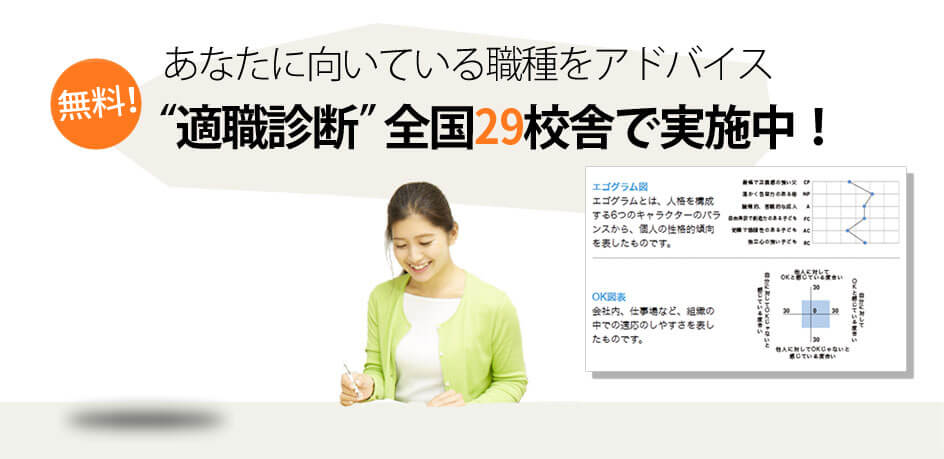 無料！
あなたに向いている職種をアドバイス
“適職診断” 全国29校舎で実施中！
エゴグラム図
エゴグラムとは、人格を構成
する6つのキャラクターのバラ
ンスから、個人の性格的傾向
を表したものです。
厳格で正義感の強い父 CP
温かく包容力のある母 NP
論理的、客観的な成人 A
自由奔放で創造力のある子ども FC
従順で協調性のある子ども AC
独立心の強い子ども RC
OK図表
会社内、仕事場など、組織の
中での適応のしやすさを表し
たものです。
他人に対して
OKと感じている度合い
自分に対してOKじゃないと
感じている度合い
30
30 0 30
30
自分に対して
OKと感じている度合い
他人に対してOKじゃないと
感じている度合い